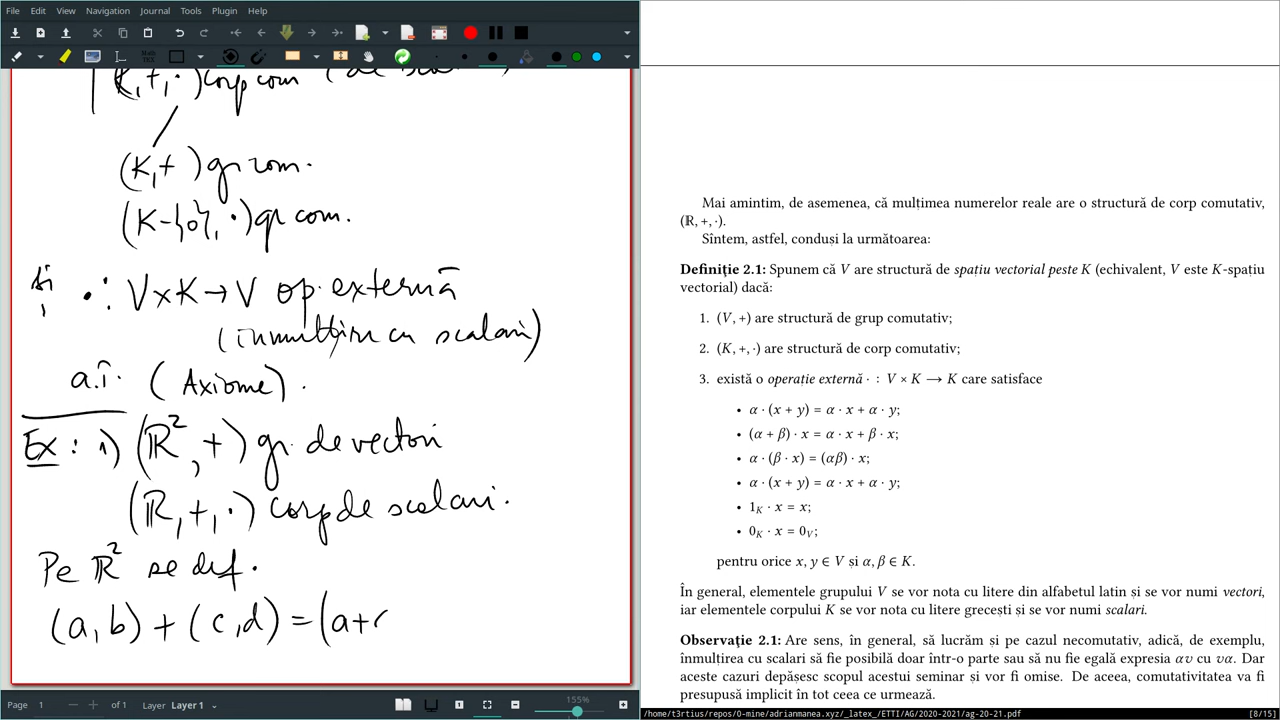 File Edit View Navigation Journal Tools Plugin Help
(K,+,·) corp com
(K,+) gr com.
(K-{0}, ·) gr com.
și · : V×K→V op. externă
(înmulțire cu scalari)
a.î. (Axiome).
Ex: 1) (ℝ², +) gr. de vectori
(ℝ,+,·) corp de scalari.
Pe ℝ² se def.
(a,b) + (c,d) = (a+c
Page 1 of 1 Layer Layer 1 155%
Mai amintim, de asemenea, că mulțimea numerelor reale are o structură de corp comutativ,
(ℝ, +, ·).
Sîntem, astfel, conduși la următoarea:
Definiție 2.1: Spunem că V are structură de spațiu vectorial peste K (echivalent, V este K-spațiu
vectorial) dacă:
1. (V, +) are structură de grup comutativ;
2. (K, +, ·) are structură de corp comutativ;
3. există o operație externă · : V × K ⟶ K care satisface
• α · (x + y) = α · x + α · y;
• (α + β) · x = α · x + β · x;
• α · (β · x) = (αβ) · x;
• α · (x + y) = α · x + α · y;
• 1_K · x = x;
• 0_K · x = 0_V;
pentru orice x, y ∈ V și α, β ∈ K.
În general, elementele grupului V se vor nota cu litere din alfabetul latin și se vor numi vectori,
iar elementele corpului K se vor nota cu litere grecești și se vor numi scalari.
Observație 2.1: Are sens, în general, să lucrăm și pe cazul necomutativ, adică, de exemplu,
înmulțirea cu scalari să fie posibilă doar într-o parte sau să nu fie egală expresia αv cu vα. Dar
aceste cazuri depășesc scopul acestui seminar și vor fi omise. De aceea, comutativitatea va fi
presupusă implicit în tot ceea ce urmează.
/home/t3rtius/repos/0-mine/adrianmanea.xyz/_latex_/ETTI/AG/2020-2021/ag-20-21.pdf [8/15]